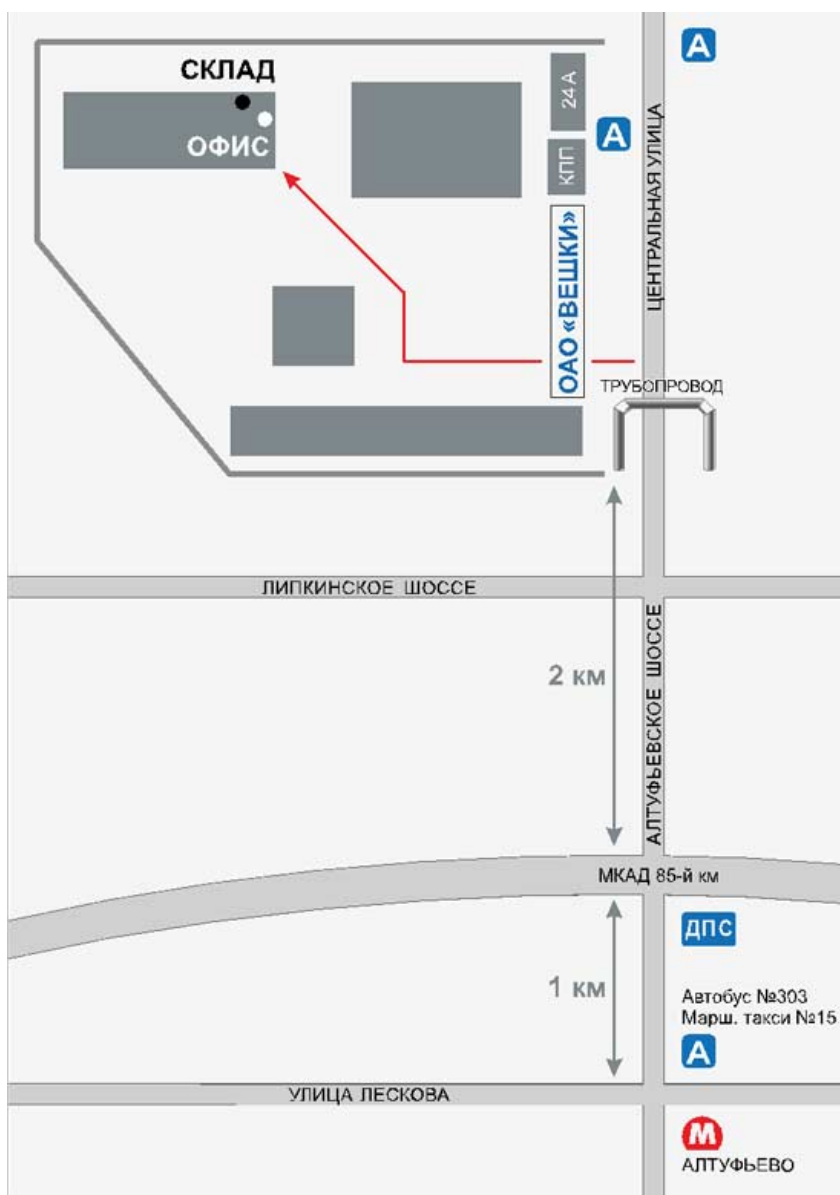 А
СКЛАД
ОФИС
24 А
А
КПП
ОАО «ВЕШКИ»
ЦЕНТРАЛЬНАЯ УЛИЦА
ТРУБОПРОВОД
ЛИПКИНСКОЕ ШОССЕ
2 км
АЛТУФЬЕВСКОЕ ШОССЕ
МКАД 85-й км
ДПС
1 км
Автобус №303
Марш. такси №15
А
УЛИЦА ЛЕСКОВА
М
АЛТУФЬЕВО